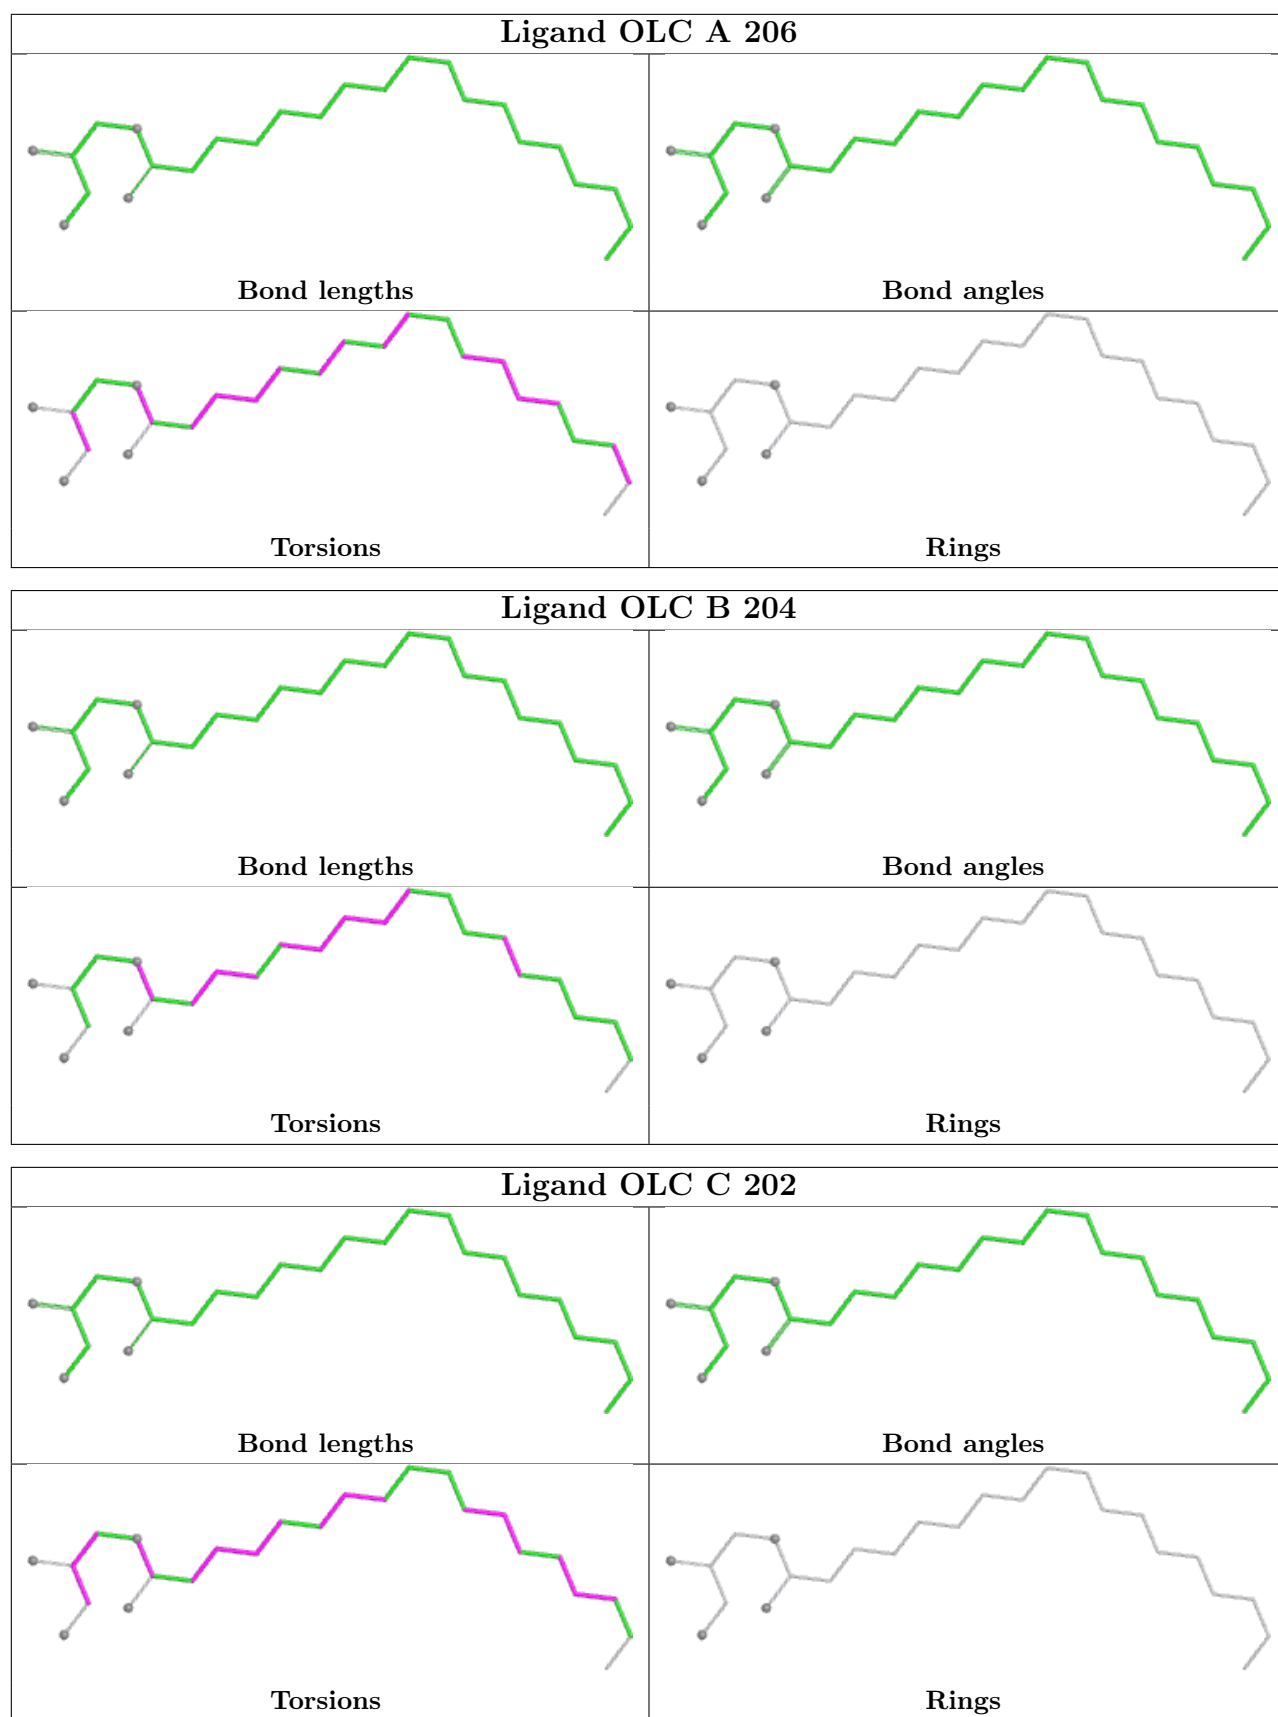 Ligand OLC A 206
Bond lengths
Bond angles
Torsions
Rings
Ligand OLC B 204
Bond lengths
Bond angles
Torsions
Rings
Ligand OLC C 202
Bond lengths
Bond angles
Torsions
Rings